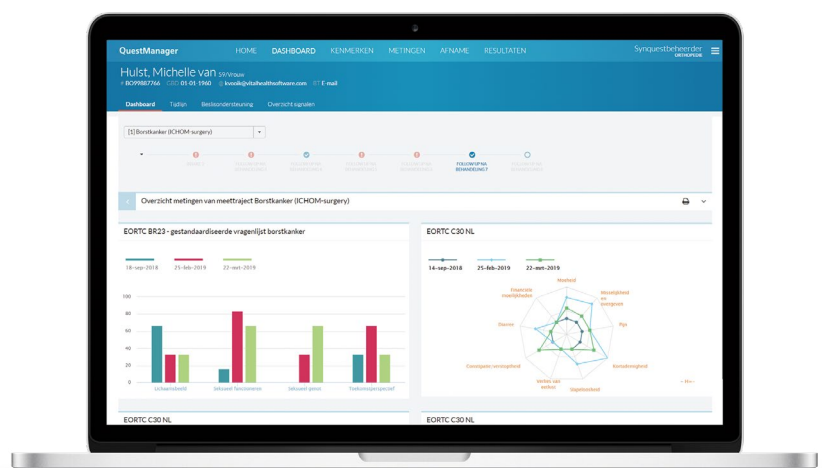 QuestManager HOME DASHBOARD KENMERKEN METINGEN AFNAME RESULTATEN Synquestbeheerder
ORTHOPEDIE
Hulst, Michelle van 59/Vrouw
# BO99887766 GBD 01-01-1960 @ kvooik@vitalhealthsoftware.com RT E-mail
Dashboard Tijdlijn Beslisondersteuning Overzicht signalen
[1] Borstkanker (ICHOM-surgery)
FOLLOW UP NA
BEHANDELING 7
Overzicht metingen van meettraject Borstkanker (ICHOM-surgery)
EORTC BR23 - gestandaardiseerde vragenlijst borstkanker
18-sep-2018 25-feb-2019 22-mrt-2019
100
80
60
40
20
0
Lichaamsbeeld Seksueel functioneren Seksueel genot Toekomstperspectief
EORTC C30 NL
14-sep-2018 25-feb-2019 22-mrt-2019
Moeheid
Misselijkheid
en
overgeven
Pijn
Kortademigheid
Slapeloosheid
Verlies van
eetlust
Constipatie/verstoptheid
Diarree
Financiële
moeilijkheden
EORTC C30 NL
EORTC C30 NL